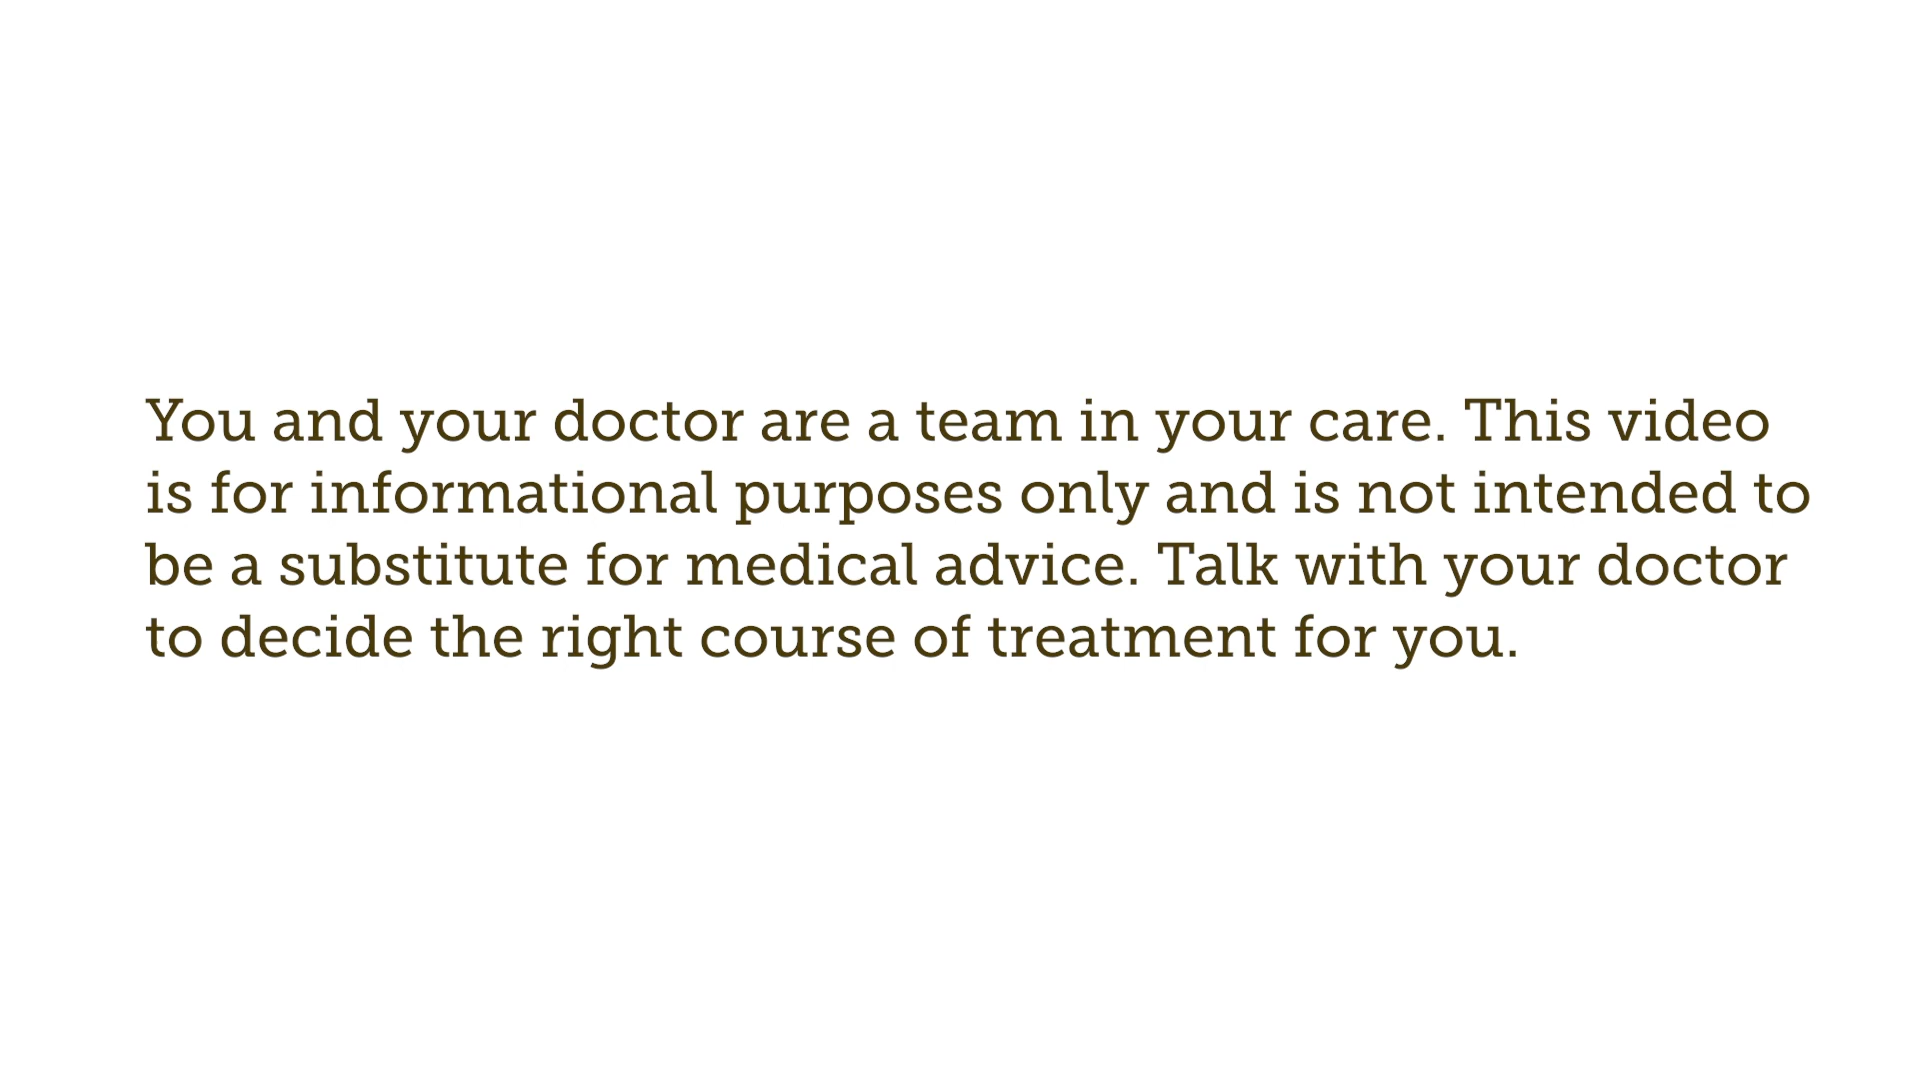 You and your doctor are a team in your care. This video
is for informational purposes only and is not intended to
be a substitute for medical advice. Talk with your doctor
to decide the right course of treatment for you.